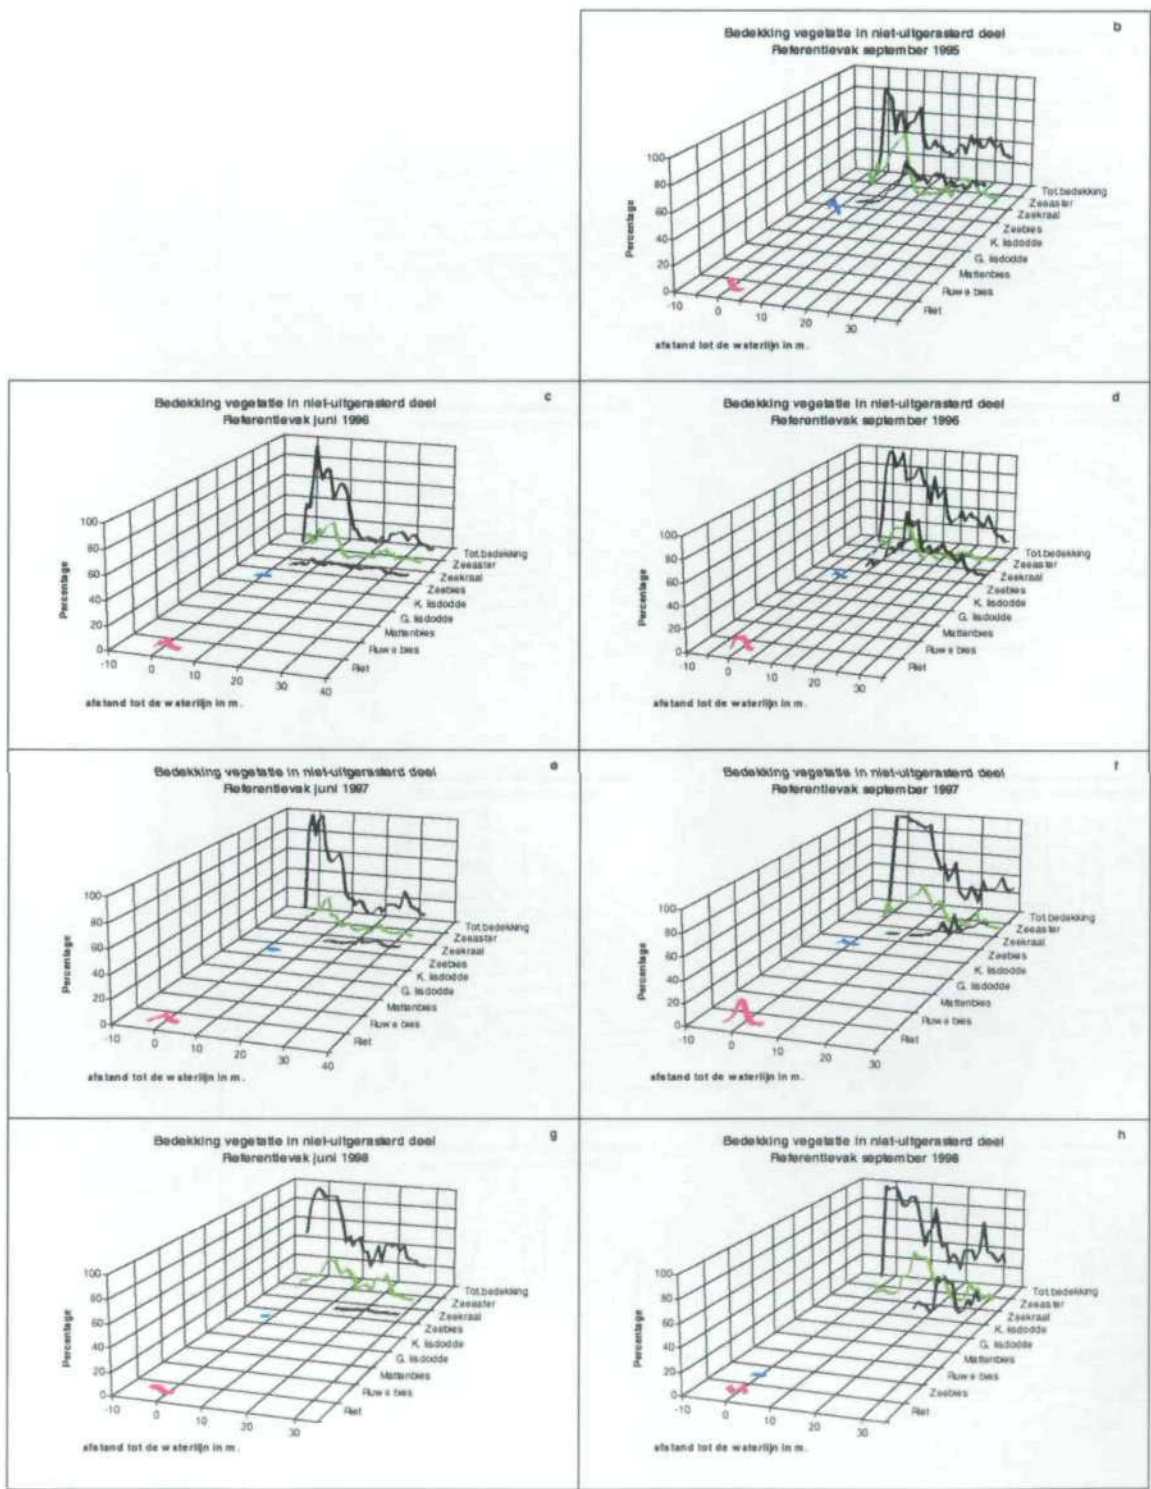 b
Bedekking vegetatie in niet-uitgerasterd deel
Referentievak september 1995
Percentage
100
80
60
40
20
0
-10
0
10
20
30
Tot.bedekking
Zeeaster
Zeekraal
Zeebies
K. lisdodde
G. lisdodde
Mattenbies
Ruwe bies
Riet
afstand tot de waterlijn in m.
c
Bedekking vegetatie in niet-uitgerasterd deel
Referentievak juni 1996
Percentage
100
80
60
40
20
0
-10
0
10
20
30
40
Tot.bedekking
Zeeaster
Zeekraal
Zeebies
K. lisdodde
G. lisdodde
Mattenbies
Ruwe bies
Riet
afstand tot de waterlijn in m.
d
Bedekking vegetatie in niet-uitgerasterd deel
Referentievak september 1996
Percentage
100
80
60
40
20
0
-10
0
10
20
30
Tot.bedekking
Zeeaster
Zeekraal
Zeebies
K. lisdodde
G. lisdodde
Mattenbies
Ruwe bies
Riet
afstand tot de waterlijn in m.
e
Bedekking vegetatie in niet-uitgerasterd deel
Referentievak juni 1997
Percentage
100
80
60
40
20
0
-10
0
10
20
30
40
Tot.bedekking
Zeeaster
Zeekraal
Zeebies
K. lisdodde
G. lisdodde
Mattenbies
Ruwe bies
Riet
afstand tot de waterlijn in m.
f
Bedekking vegetatie in niet-uitgerasterd deel
Referentievak september 1997
Percentage
100
80
60
40
20
0
-10
0
10
20
30
Tot.bedekking
Zeeaster
Zeekraal
Zeebies
K. lisdodde
G. lisdodde
Mattenbies
Ruwe bies
Riet
afstand tot de waterlijn in m.
g
Bedekking vegetatie in niet-uitgerasterd deel
Referentievak juni 1998
Percentage
100
80
60
40
20
0
-10
0
10
20
30
Tot.bedekking
Zeeaster
Zeekraal
Zeebies
K. lisdodde
G. lisdodde
Mattenbies
Ruwe bies
Riet
afstand tot de waterlijn in m.
h
Bedekking vegetatie in niet-uitgerasterd deel
Referentievak september 1998
Percentage
100
80
60
40
20
0
-10
0
10
20
30
Tot.bedekking
Zeeaster
Zeekraal
K. lisdodde
G. lisdodde
Mattenbies
Ruwe bies
Zeebies
Riet
afstand tot de waterlijn in m.